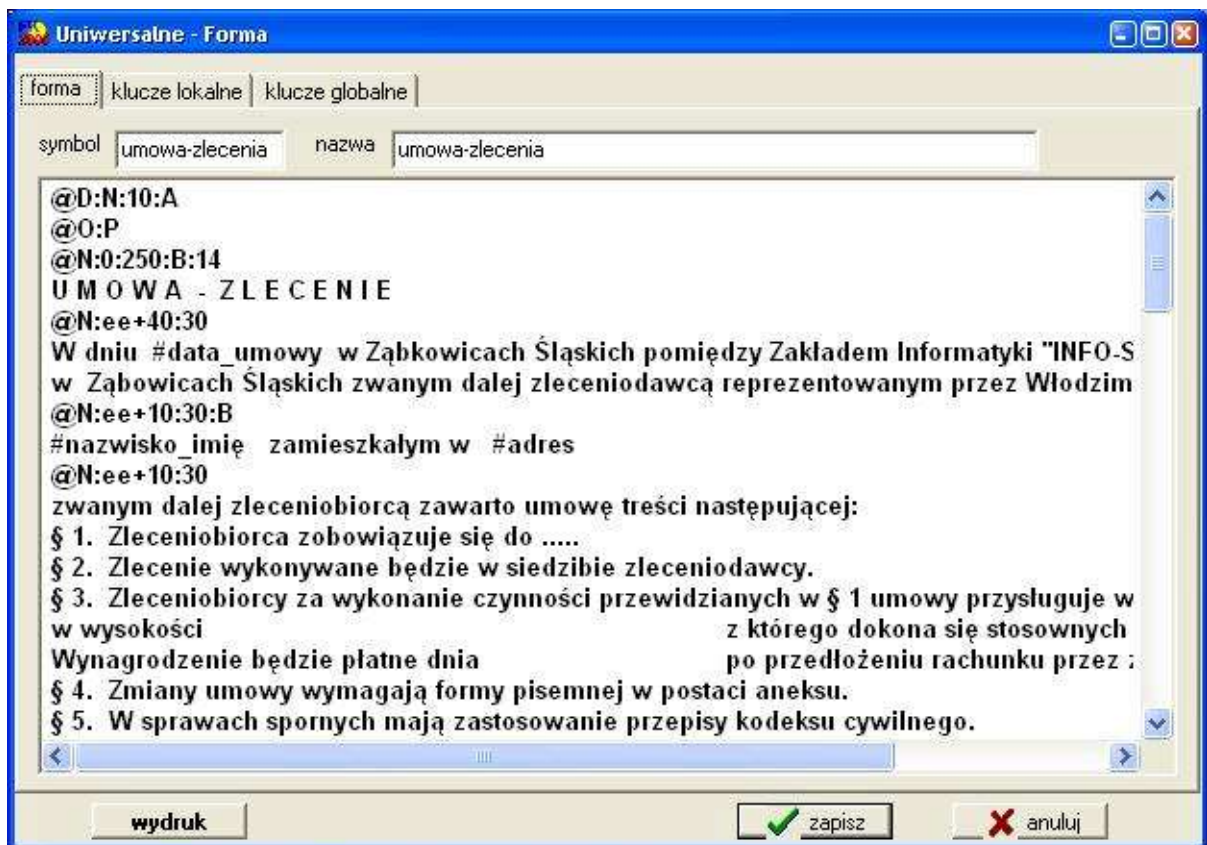 Uniwersalne - Forma
forma klucze lokalne klucze globalne
symbol umowa-zlecenia nazwa umowa-zlecenia
@D:N:10:A
@O:P
@N:0:250:B:14
U M O W A - Z L E C E N I E
@N:ee+40:30
W dniu #data_umowy w Ząbkowicach Śląskich pomiędzy Zakładem Informatyki "INFO-S
w Ząbowicach Śląskich zwanym dalej zleceniodawcą reprezentowanym przez Włodzim
@N:ee+10:30:B
#nazwisko_imię zamieszkałym w #adres
@N:ee+10:30
zwanym dalej zleceniobiorcą zawarto umowę treści następującej:
§ 1. Zleceniobiorca zobowiązuje się do .....
§ 2. Zlecenie wykonywane będzie w siedzibie zleceniodawcy.
§ 3. Zleceniobiorcy za wykonanie czynności przewidzianych w § 1 umowy przysługuje w
w wysokości z którego dokona się stosownych
Wynagrodzenie będzie płatne dnia po przedłożeniu rachunku przez
§ 4. Zmiany umowy wymagają formy pisemnej w postaci aneksu.
§ 5. W sprawach spornych mają zastosowanie przepisy kodeksu cywilnego.
wydruk zapisz anuluj